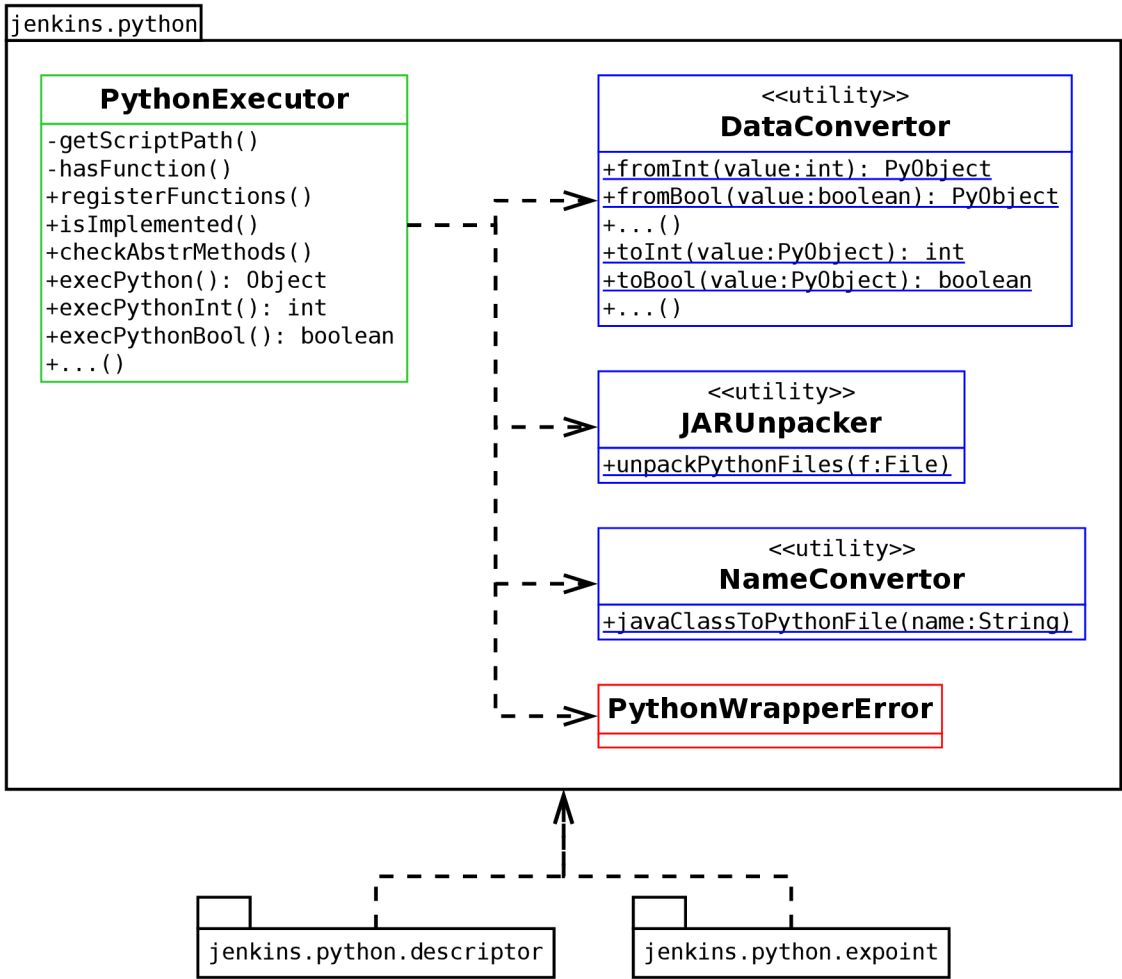 jenkins.python
PythonExecutor
-getScriptPath()
-hasFunction()
+registerFunctions()
+isImplemented()
+checkAbstrMethods()
+execPython(): Object
+execPythonInt(): int
+execPythonBool(): boolean
+...()
<<utility>>
DataConvertor
+fromInt(value:int): PyObject
+fromBool(value:boolean): PyObject
+...()
+toInt(value:PyObject): int
+toBool(value:PyObject): boolean
+...()
<<utility>>
JARUnpacker
+unpackPythonFiles(f:File)
<<utility>>
NameConvertor
+javaClassToPythonFile(name:String)
PythonWrapperError
jenkins.python.descriptor
jenkins.python.expoint